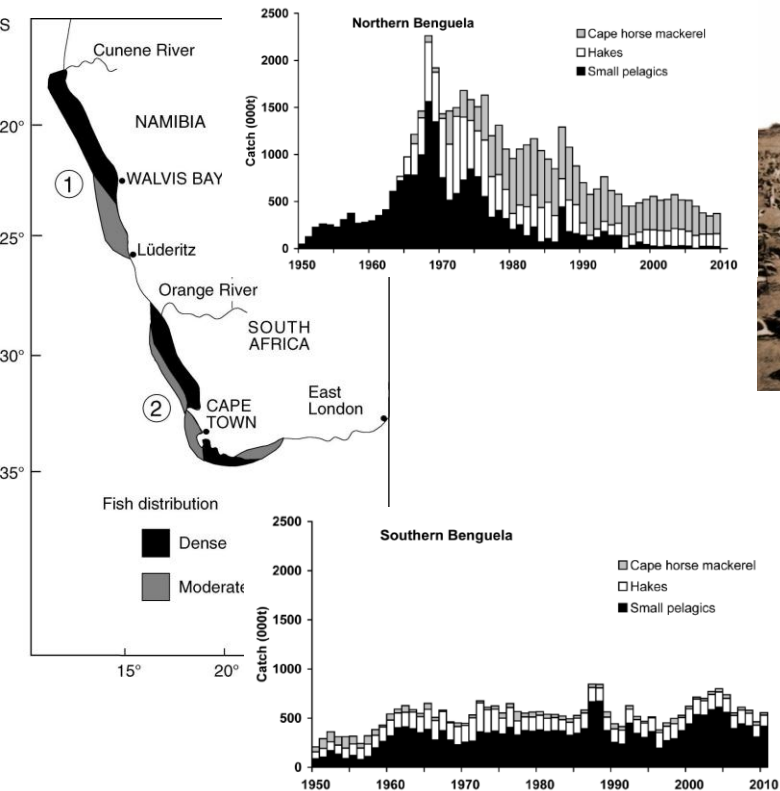 S
Cunene River
20°
NAMIBIA
1
WALVIS BAY
25°
Lüderitz
Orange River
SOUTH
AFRICA
30°
2
CAPE
TOWN
East
London
35°
Fish distribution
Dense
Moderate
15°
20°
Northern Benguela
Cape horse mackerel
Hakes
Small pelagics
Catch (000t)
2500
2000
1500
1000
500
0
1950
1960
1970
1980
1990
2000
2010
Southern Benguela
Cape horse mackerel
Hakes
Small pelagics
Catch (000t)
2500
2000
1500
1000
500
0
1950
1960
1970
1980
1990
2000
2010